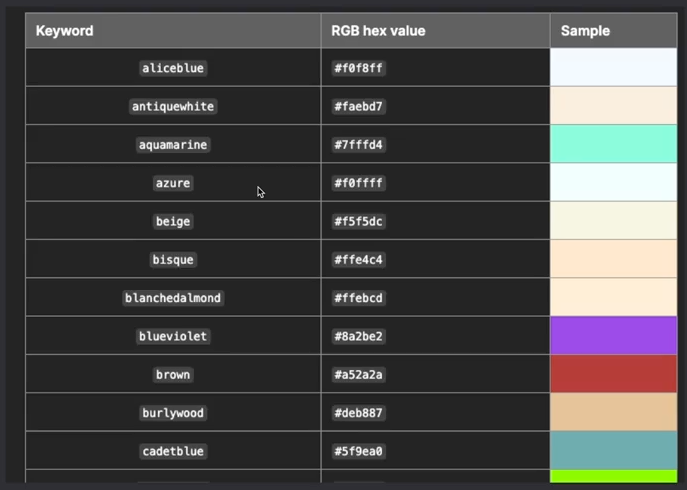 Keyword RGB hex value Sample
aliceblue #f0f8ff
antiquewhite #faebd7
aquamarine #7fffd4
azure #f0ffff
beige #f5f5dc
bisque #ffe4c4
blanchedalmond #ffebcd
blueviolet #8a2be2
brown #a52a2a
burlywood #deb887
cadetblue #5f9ea0